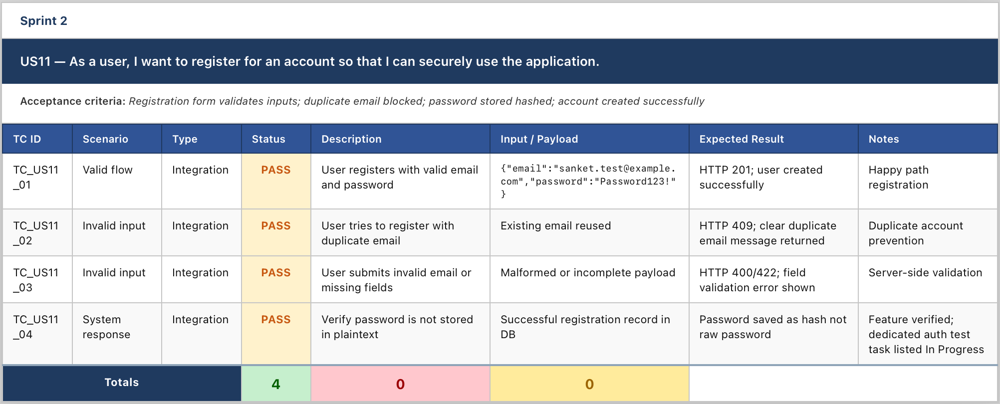 Sprint 2
US11 — As a user, I want to register for an account so that I can securely use the application.
Acceptance criteria: Registration form validates inputs; duplicate email blocked; password stored hashed; account created successfully
TC ID Scenario Type Status Description Input / Payload Expected Result Notes
TC_US11 Valid flow Integration PASS User registers with valid email {"email":"sanket.test@example. HTTP 201; user created Happy path
_01 and password com","password":"Password123!" successfully registration
}
TC_US11 Invalid input Integration PASS User tries to register with Existing email reused HTTP 409; clear duplicate Duplicate account
_02 duplicate email email message returned prevention
TC_US11 Invalid input Integration PASS User submits invalid email or Malformed or incomplete payload HTTP 400/422; field Server-side validation
_03 missing fields validation error shown
TC_US11 System Integration PASS Verify password is not stored Successful registration record in Password saved as hash not Feature verified;
_04 response in plaintext DB raw password dedicated auth test
task listed In Progress
Totals 4 0 0